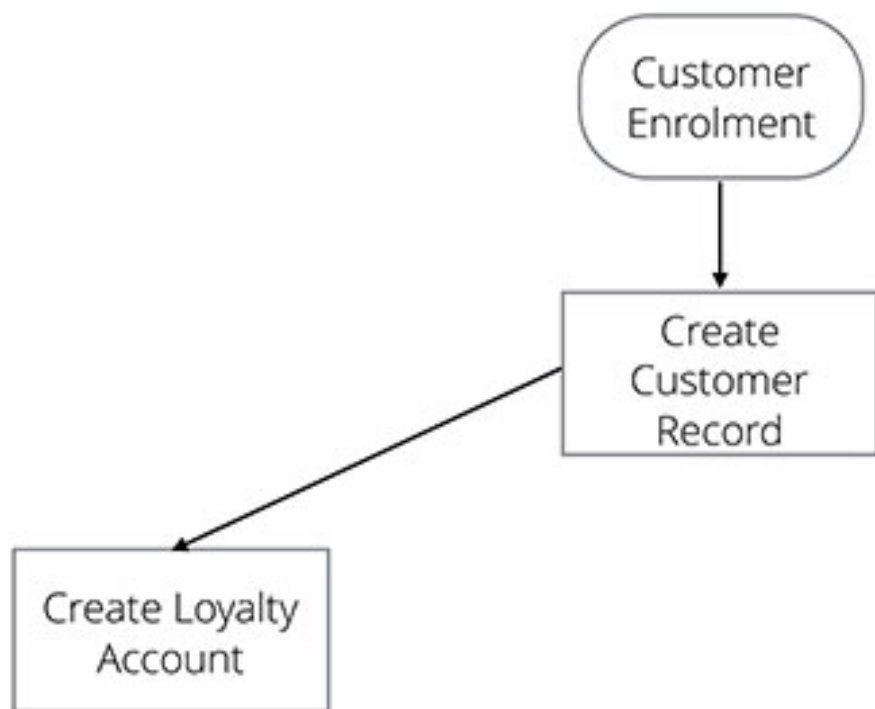 Customer
Enrolment
Create
Customer
Record
Create Loyalty
Account